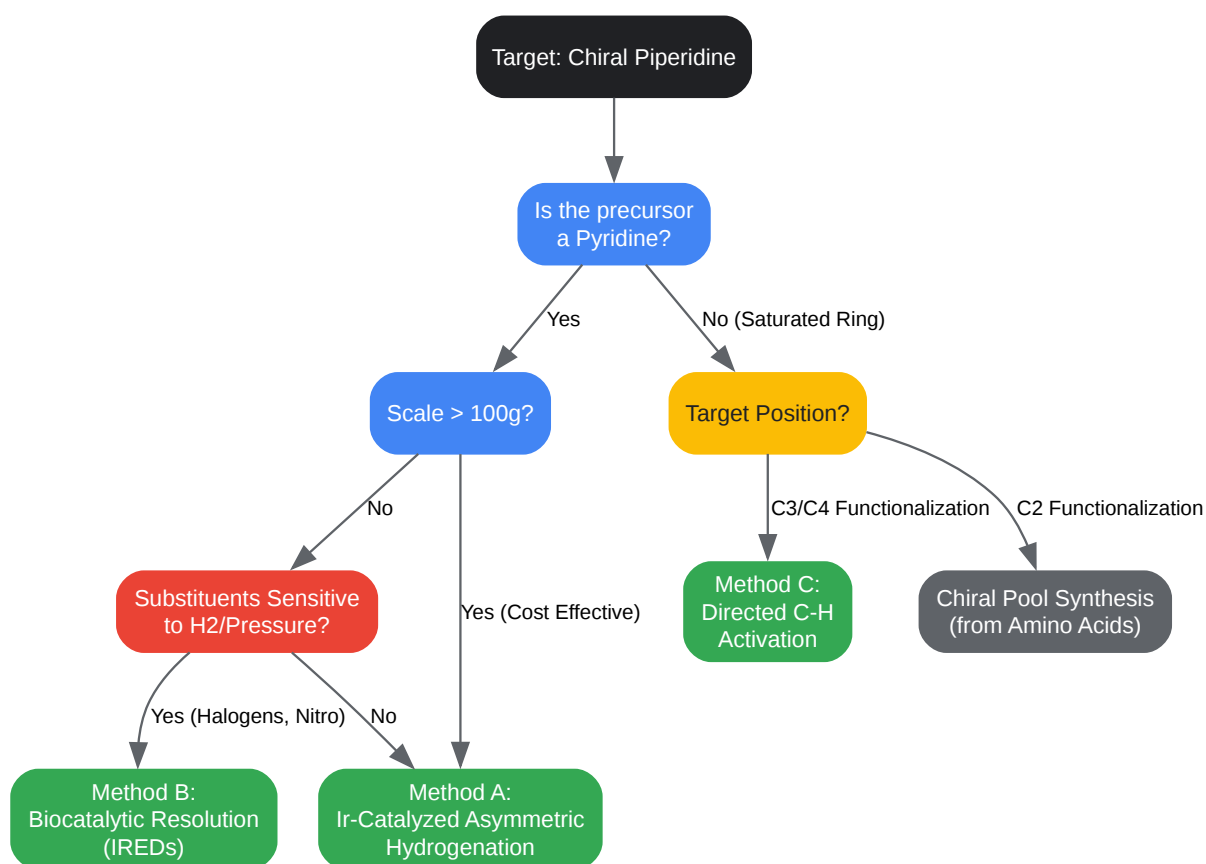 Target: Chiral Piperidine
Is the precursor
a Pyridine?
Yes
No (Saturated Ring)
Scale > 100g?
Target Position?
No
C3/C4 Functionalization
C2 Functionalization
Substituents Sensitive
to H2/Pressure?
Yes (Cost Effective)
Method C:
Directed C-H
Activation
Chiral Pool Synthesis
(from Amino Acids)
Yes (Halogens, Nitro)
No
Method B:
Biocatalytic Resolution
(IREDs)
Method A:
Ir-Catalyzed Asymmetric
Hydrogenation